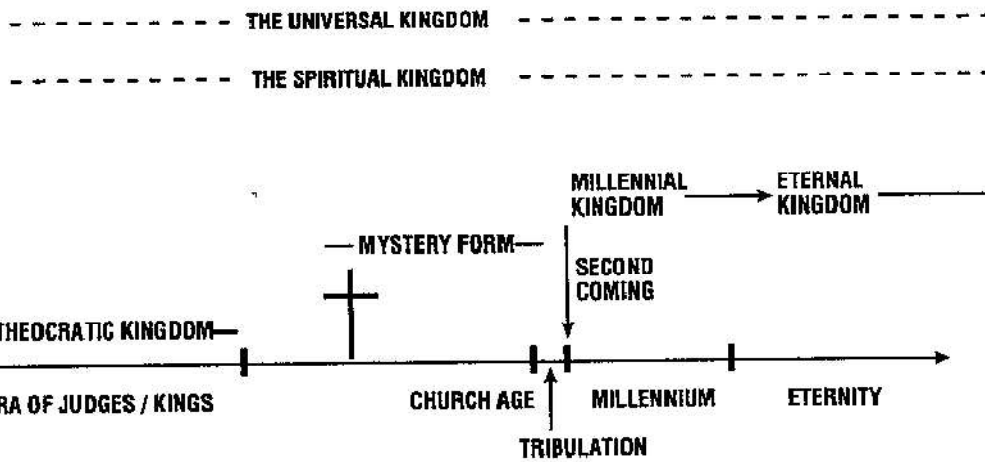 THE UNIVERSAL KINGDOM
THE SPIRITUAL KINGDOM
MILLENNIAL
KINGDOM
ETERNAL
KINGDOM
MYSTERY FORM
SECOND
COMING
THEOCRATIC KINGDOM
RA OF JUDGES / KINGS
CHURCH AGE
MILLENNIUM
ETERNITY
TRIBULATION